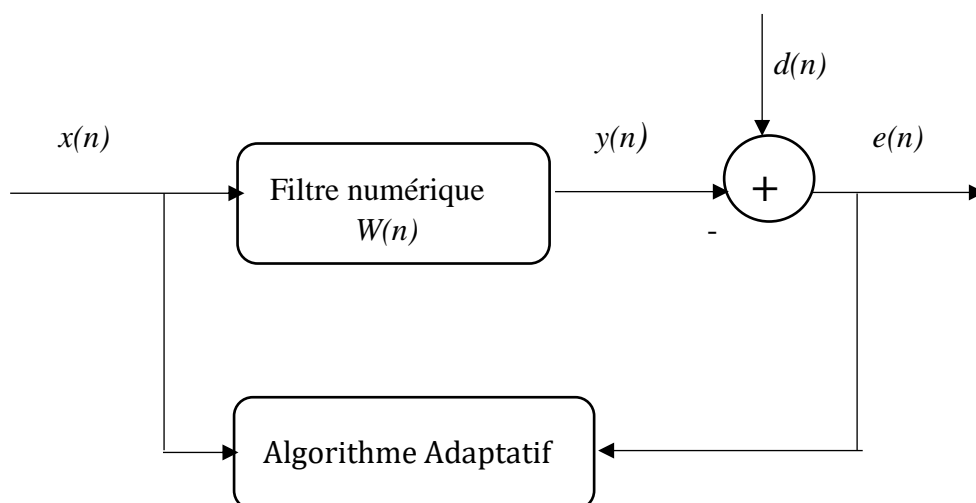 d(n)
x(n)
y(n)
e(n)
Filtre numérique
W(n)
+
-
Algorithme Adaptatif